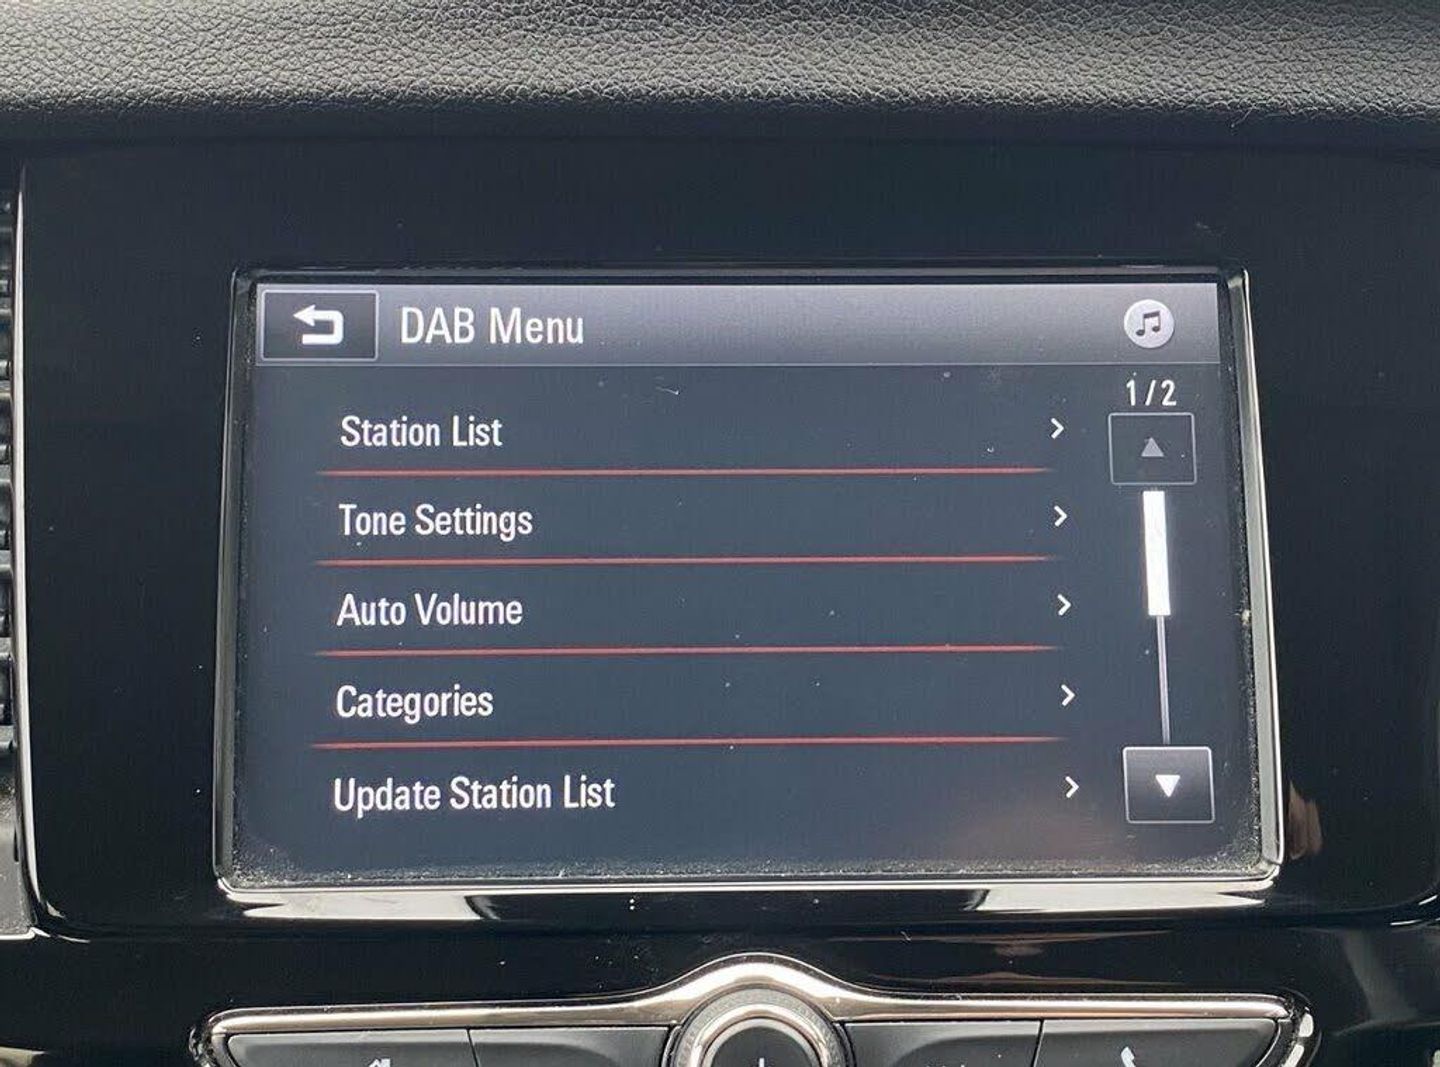 DAB Menu
1/2
Station List
Tone Settings
Auto Volume
Categories
Update Station List